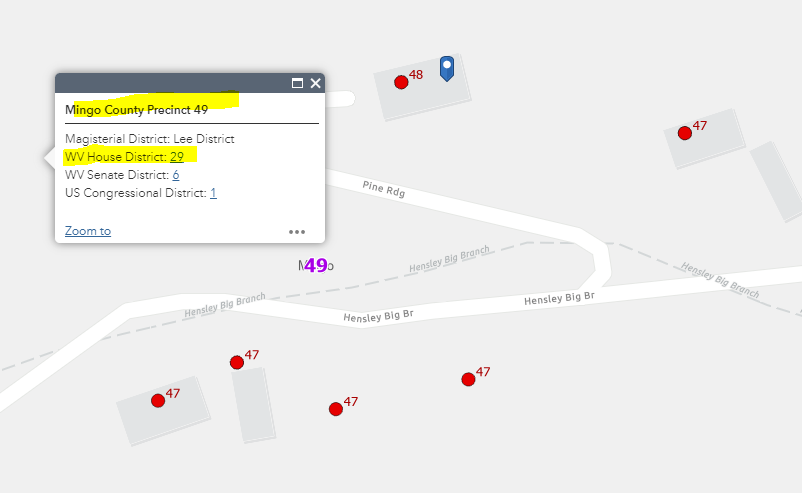 48
47
Mingo County Precinct 49
Magisterial District: Lee District
WV House District: 29
WV Senate District: 6
US Congressional District: 1
Zoom to
Pine Rdg
49
Hensley Big Branch
Hensley Big Branch
Hensley Big Branch
Hensley Big Br
Hensley Big Br
47
47
47
47